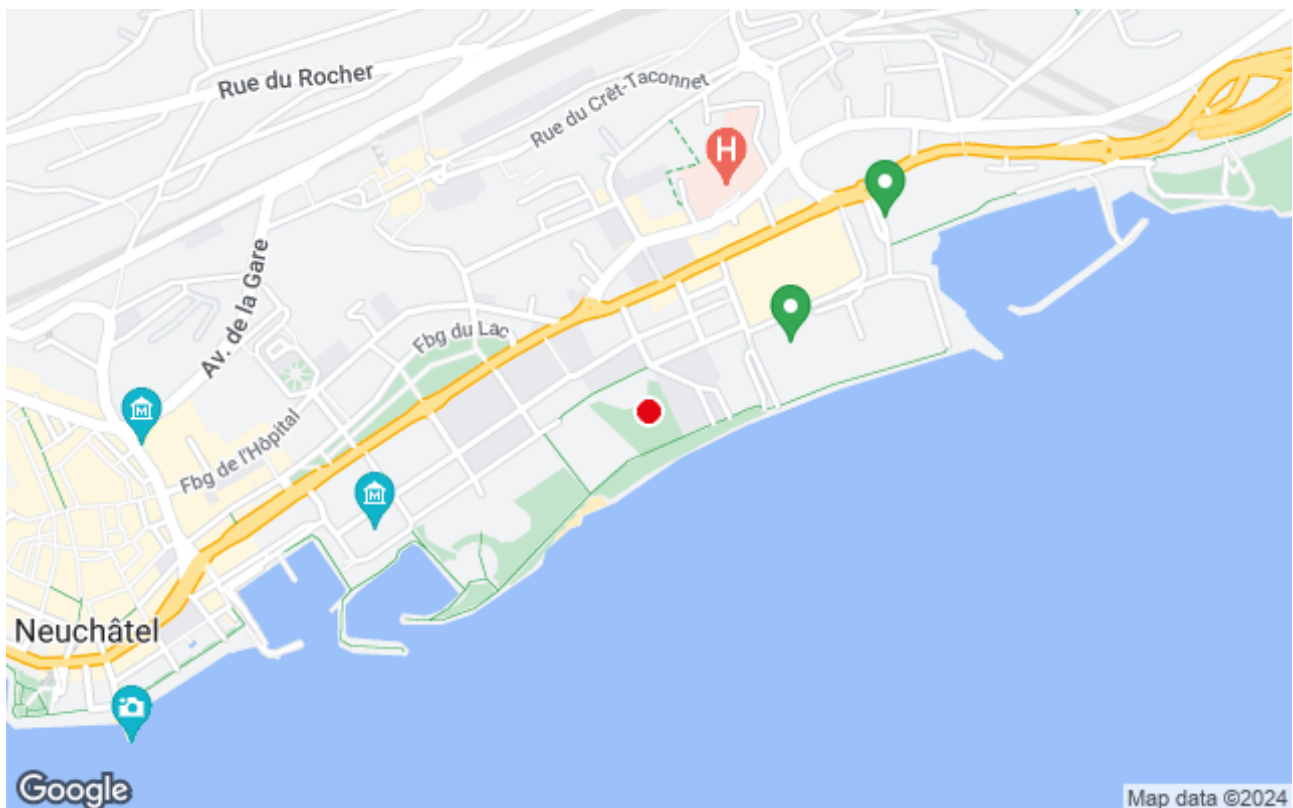 Rue du Rocher
Rue du Crêt-Taconnet
H
Av. de la Gare
Fbg du Lac
M
Fbg de l'Hôpital
M
Neuchâtel
Google
Map data ©2024